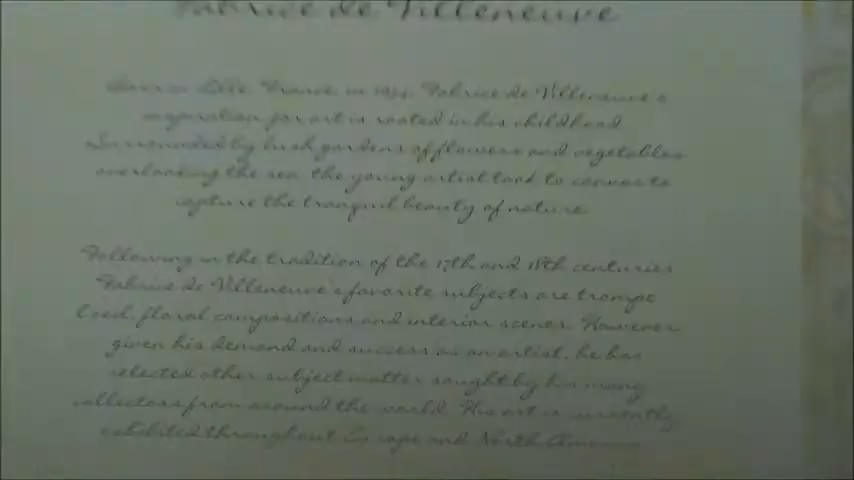 Fabrice de Villeneuve
Born in Lille, France, in 1954, Fabrice de Villeneuve's
inspiration for art is rooted in his childhood.
Surrounded by lush gardens of flowers and vegetables
overlooking the sea, the young artist took to canvas to
capture the tranquil beauty of nature.
Following in the tradition of the 17th and 18th centuries
Fabrice de Villeneuve's favorite subjects are trompe
l'oeil, floral compositions and interior scenes. However
given his demand and success as an artist, he has
selected other subject matter sought by his many
collectors from around the world. His art is currently
exhibited throughout Europe and North America